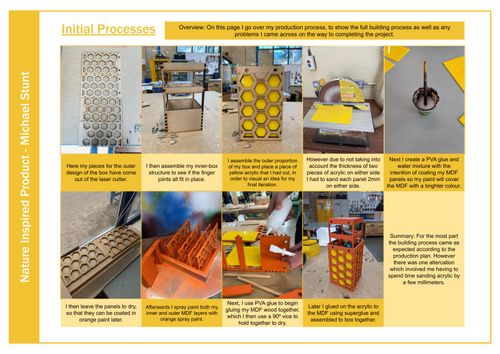 Initial Processes
Overview: On this page I go over my production process, to show the full building process as well as any
problems I came across on the way to completing the project.
Nature Inspired Product - Michael Stunt
Here my pieces for the outer
design of the box have come
out of the laser cutter.
I then assemble my inner-box
structure to see if the finger
joints all fit in place.
I assemble the outer proportion
of my box and place a piece of
yellow acrylic that I had out, in
order to visual an idea for my
final iteration.
However due to not taking into
account the thickness of two
pieces of acrylic on either side
I had to sand each panel 2mm
on either side.
Next I create a PVA glue and
water mixture with the
intention of coating my MDF
panels so my paint will cover
the MDF with a brighter colour.
I then leave the panels to dry,
so that they can be coated in
orange paint later.
Afterwards I spray paint both my
inner and outer MDF layers with
orange spray paint.
Next, I use PVA glue to begin
gluing my MDF wood together,
which I then use a 90º vice to
hold together to dry.
Later I glued on the acrylic to
the MDF using superglue and
assembled to box together.
Summary: For the most part
the building process came as
expected according to the
production plan. However
there was one altercation
which involved me having to
spend time sanding acrylic by
a few millimeters.